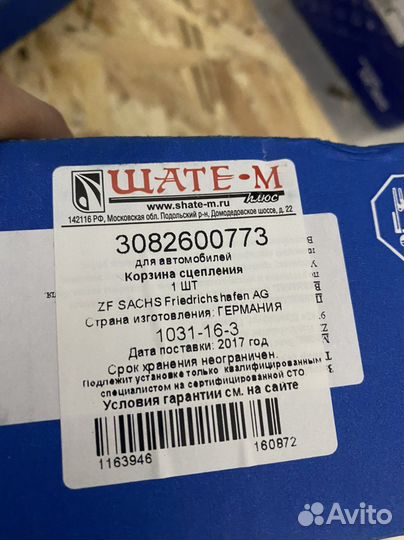 ШАТЕ-М
плюс
www.shate-m.ru
142116 РФ, Московская обл. Подольский р-н, Домодедовское шоссе, д. 22
3082600773
для автомобилей
Корзина сцепления
1 ШТ
ZF SACHS Friedrichshafen AG
Страна изготовления: ГЕРМАНИЯ
1031-16-3
Дата поставки: 2017 год
Срок хранения неограничен.
Подлежит установке только квалифицированным
специалистом на сертифицированной СТО
Условия гарантии см. на сайте
1163946 160872
Avito